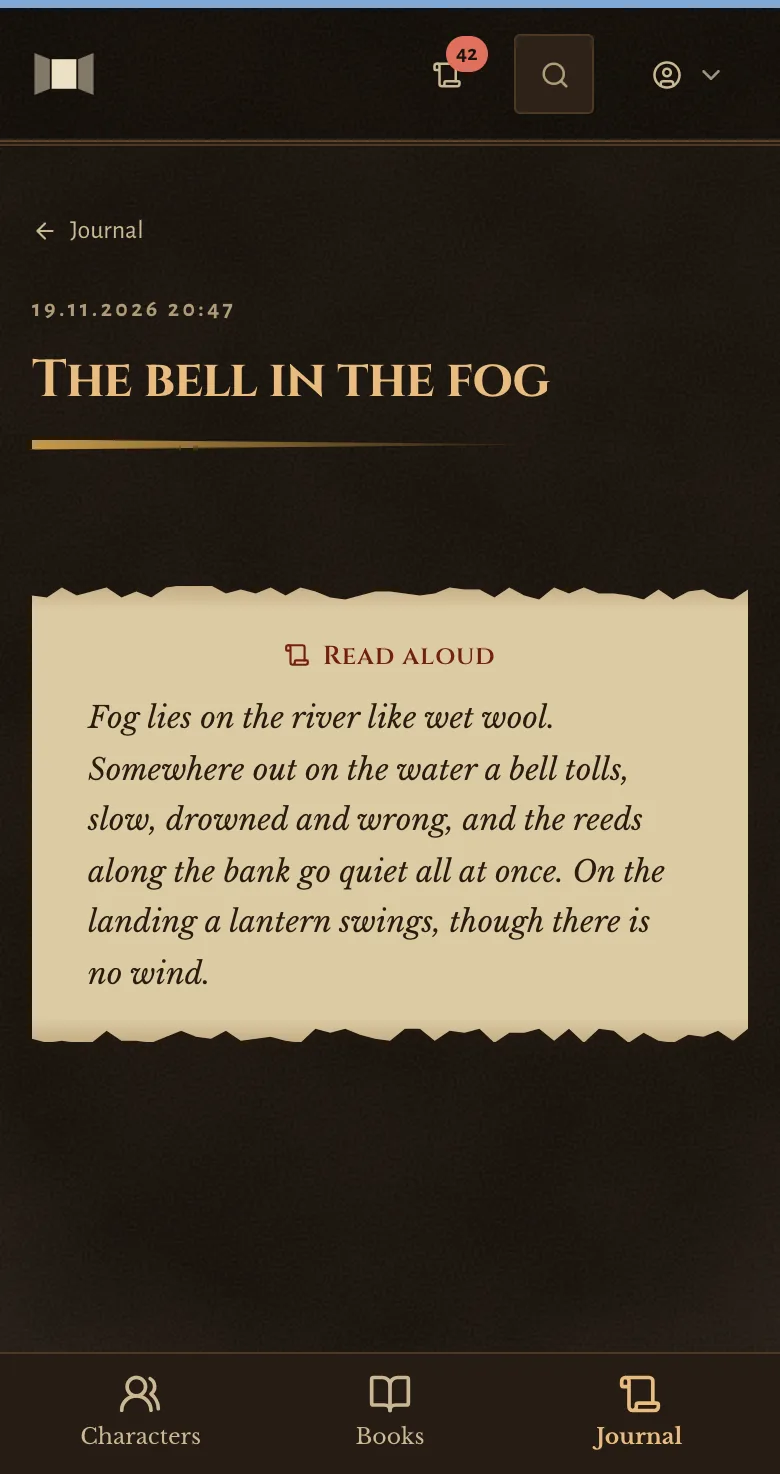 42
Journal
19.11.2026 20:47
The bell in the fog
Read aloud
Fog lies on the river like wet wool.
Somewhere out on the water a bell tolls,
slow, drowned and wrong, and the reeds
along the bank go quiet all at once. On the
landing a lantern swings, though there is
no wind.
Characters
Books
Journal